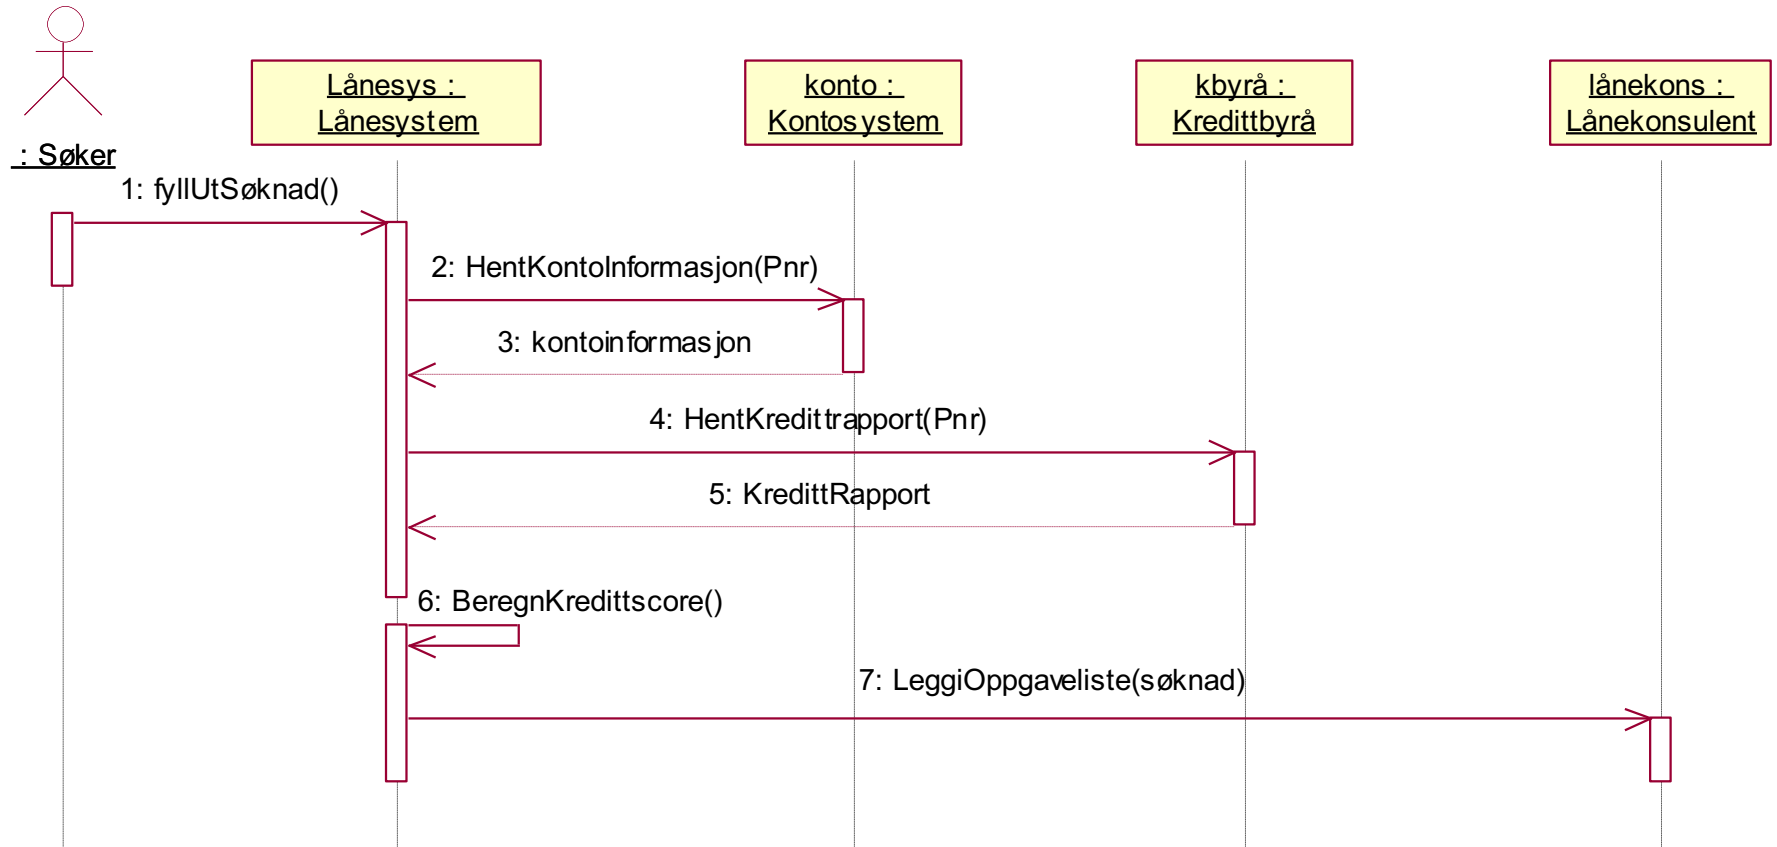 : Søker
Lånesys :
Lånesystem
konto :
Kontosystem
kbyrå :
Kredittbyrå
lånekons :
Lånekonsulent
1: fyllUtSøknad()
2: HentKontoInformasjon(Pnr)
3: kontoinformasjon
4: HentKredittrapport(Pnr)
5: KredittRapport
6: BeregnKredittscore()
7: LeggiOppgaveliste(søknad)